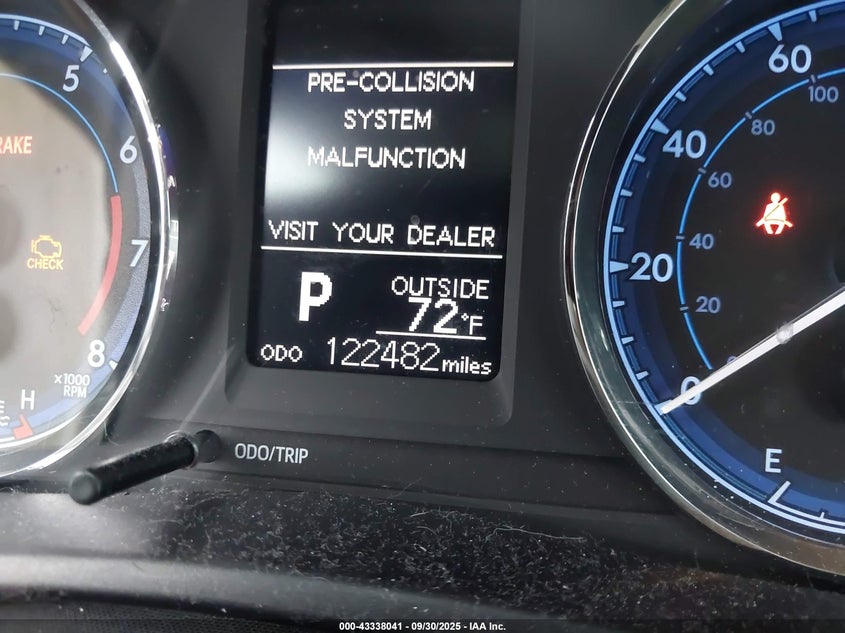 PRE-COLLISION
SYSTEM
MALFUNCTION
VISIT YOUR DEALER
P
OUTSIDE
72°F
ODO 122482 miles
5
6
7
8
x1000
RPM
H
CHECK
ODO/TRIP
60
40
20
0
100
80
60
40
20
E
000-43338041 - 09/30/2025 - IAA Inc.